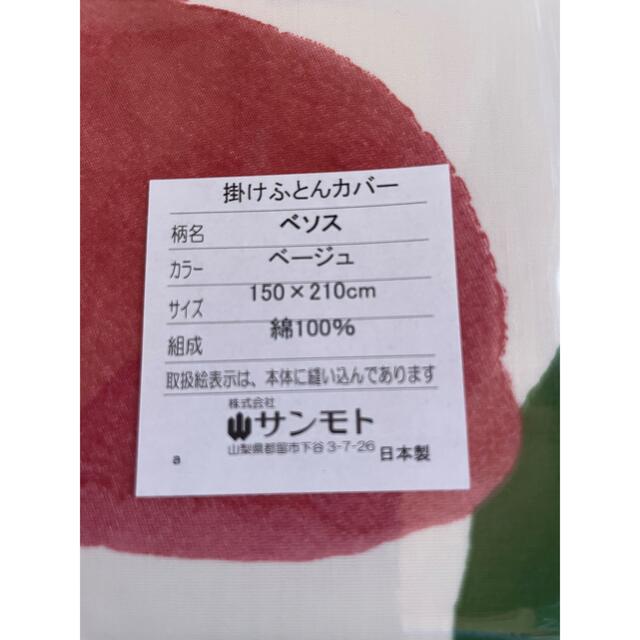 掛けふとんカバー
柄名 ベソス
カラー ベージュ
サイズ 150×210cm
組成 綿100%
取扱絵表示は、本体に縫い込んであります
株式会社
サンモト
山梨県都留市下谷3-7-26
a 日本製